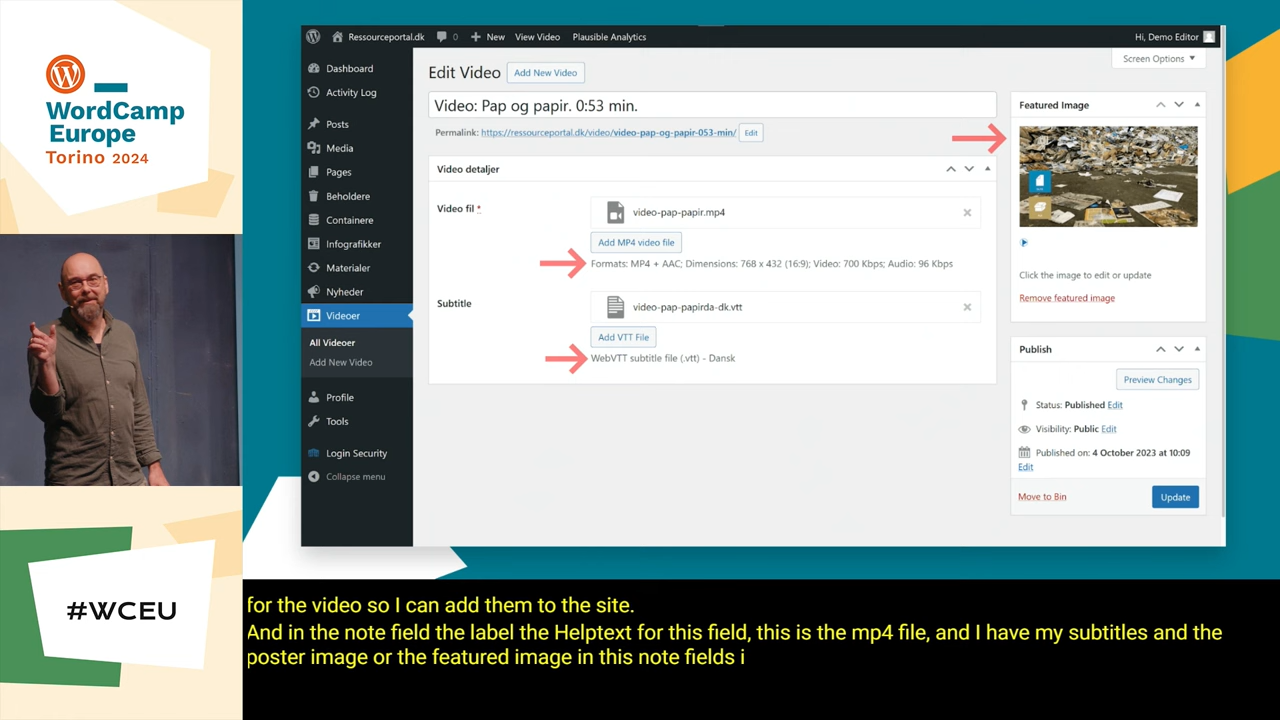 WordCamp
Europe
Torino 2024
#WCEU
Ressourceportal.dk
0
New
View Video
Plausible Analytics
Hi, Demo Editor
Screen Options
Dashboard
Activity Log
Posts
Media
Pages
Beholdere
Containere
Infografikker
Materialer
Nyheder
Videoer
All Videoer
Add New Video
Profile
Tools
Login Security
Collapse menu
Edit Video
Add New Video
Video: Pap og papir. 0:53 min.
Permalink: https://ressourceportal.dk/video/video-pap-og-papir-053-min/ Edit
Video detaljer
Video fil *
video-pap-papir.mp4
Add MP4 video file
Formats: MP4 + AAC; Dimensions: 768 x 432 (16:9); Video: 700 Kbps; Audio: 96 Kbps
Subtitle
video-pap-papirda-dk.vtt
Add VTT File
WebVTT subtitle file (.vtt) - Dansk
Featured Image
Click the image to edit or update
Remove featured image
Publish
Preview Changes
Status: Published Edit
Visibility: Public Edit
Published on: 4 October 2023 at 10:09
Edit
Move to Bin
Update
for the video so I can add them to the site.
And in the note field the label the Helptext for this field, this is the mp4 file, and I have my subtitles and the
poster image or the featured image in this note fields i